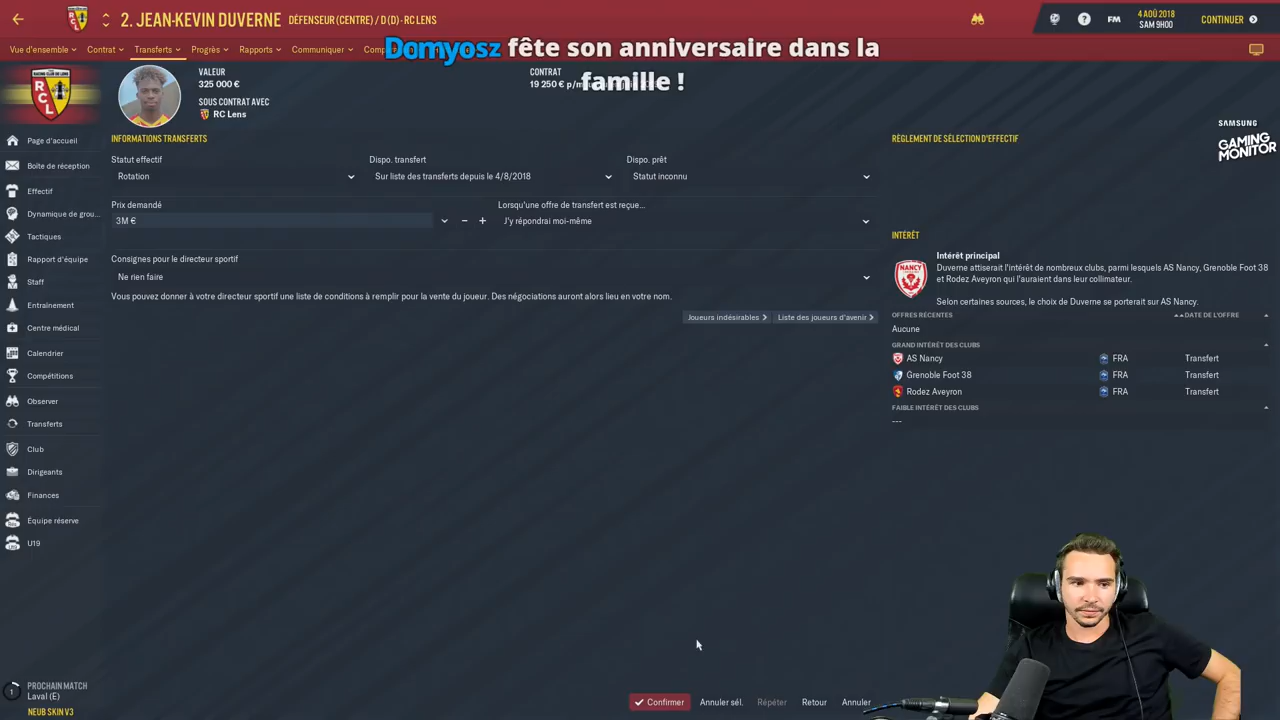 2. JEAN-KEVIN DUVERNE DÉFENSEUR (CENTRE) / D (D) - RC LENS
4 AOÛ 2018
SAM 9H00
FM
CONTINUER
Vue d'ensemble
Contrat
Transferts
Progrès
Rapports
Communiquer
Domyosz fête son anniversaire dans la
famille !
VALEUR
325 000 €
SOUS CONTRAT AVEC
RC Lens
CONTRAT
19 250 €
RCL
Page d'accueil
Boîte de réception
Effectif
Dynamique de grou...
Tactiques
Rapport d'équipe
Staff
Entraînement
Centre médical
Calendrier
Compétitions
Observer
Transferts
Club
Dirigeants
Finances
Équipe réserve
U19
PROCHAIN MATCH
Laval (E)
NEUB SKIN V3
INFORMATIONS TRANSFERTS
Statut effectif
Rotation
Dispo. transfert
Sur liste des transferts depuis le 4/8/2018
Dispo. prêt
Statut inconnu
Prix demandé
3M €
Lorsqu'une offre de transfert est reçue...
J'y répondrai moi-même
Consignes pour le directeur sportif
Ne rien faire
Vous pouvez donner à votre directeur sportif une liste de conditions à remplir pour la vente du joueur. Des négociations auront alors lieu en votre nom.
Joueurs indésirables
Liste des joueurs d'avenir
RÈGLEMENT DE SÉLECTION D'EFFECTIF
SAMSUNG
GAMING
MONITOR
INTÉRÊT
NANCY
Intérêt principal
Duverne attiserait l'intérêt de nombreux clubs, parmi lesquels AS Nancy, Grenoble Foot 38
et Rodez Aveyron qui l'auraient dans leur collimateur.
Selon certaines sources, le choix de Duverne se porterait sur AS Nancy.
OFFRES RÉCENTES DATE DE L'OFFRE
Aucune
GRAND INTÉRÊT DES CLUBS
AS Nancy FRA Transfert
Grenoble Foot 38 FRA Transfert
Rodez Aveyron FRA Transfert
FAIBLE INTÉRÊT DES CLUBS
---
Confirmer
Annuler sél.
Répéter
Retour
Annuler